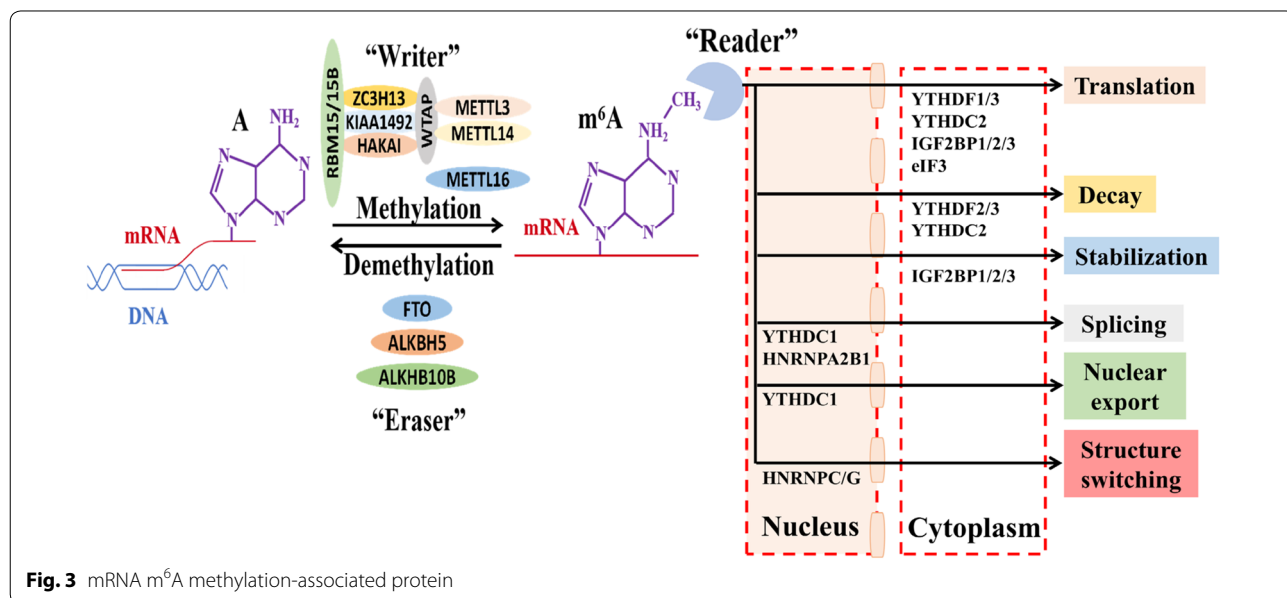 "Writer"
RBM15/15B
ZC3H13
KIAA1492
HAKAI
WTAP
METTL3
METTL14
METTL16
A
NH₂
N
N
N
N
mRNA
DNA
Methylation
Demethylation
FTO
ALKBH5
ALKHB10B
"Eraser"
"Reader"
m⁶A
CH₃
NH₂
N
N
N
N
mRNA
YTHDF1/3
YTHDC2
IGF2BP1/2/3
eIF3
Translation
YTHDF2/3
YTHDC2
Decay
IGF2BP1/2/3
Stabilization
YTHDC1
HNRNPA2B1
Splicing
YTHDC1
Nuclear
export
HNRNPC/G
Structure
switching
Nucleus
Cytoplasm
Fig. 3 mRNA m⁶A methylation-associated protein